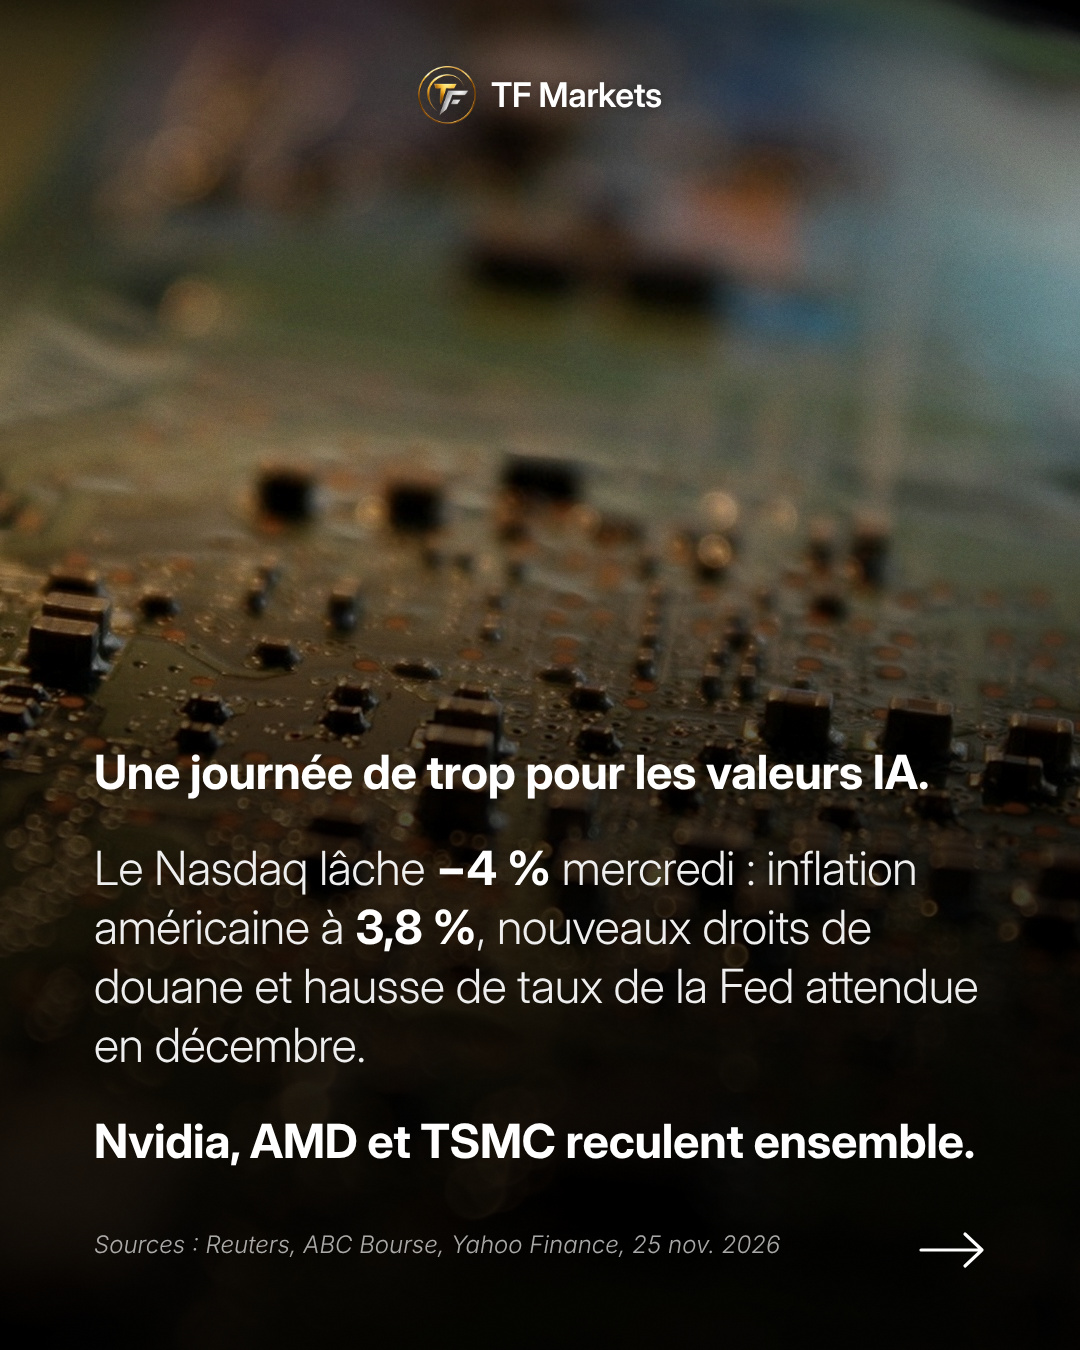 TF Markets
Une journée de trop pour les valeurs IA.
Le Nasdaq lâche −4 % mercredi : inflation
américaine à 3,8 %, nouveaux droits de
douane et hausse de taux de la Fed attendue
en décembre.
Nvidia, AMD et TSMC reculent ensemble.
Sources : Reuters, ABC Bourse, Yahoo Finance, 25 nov. 2026